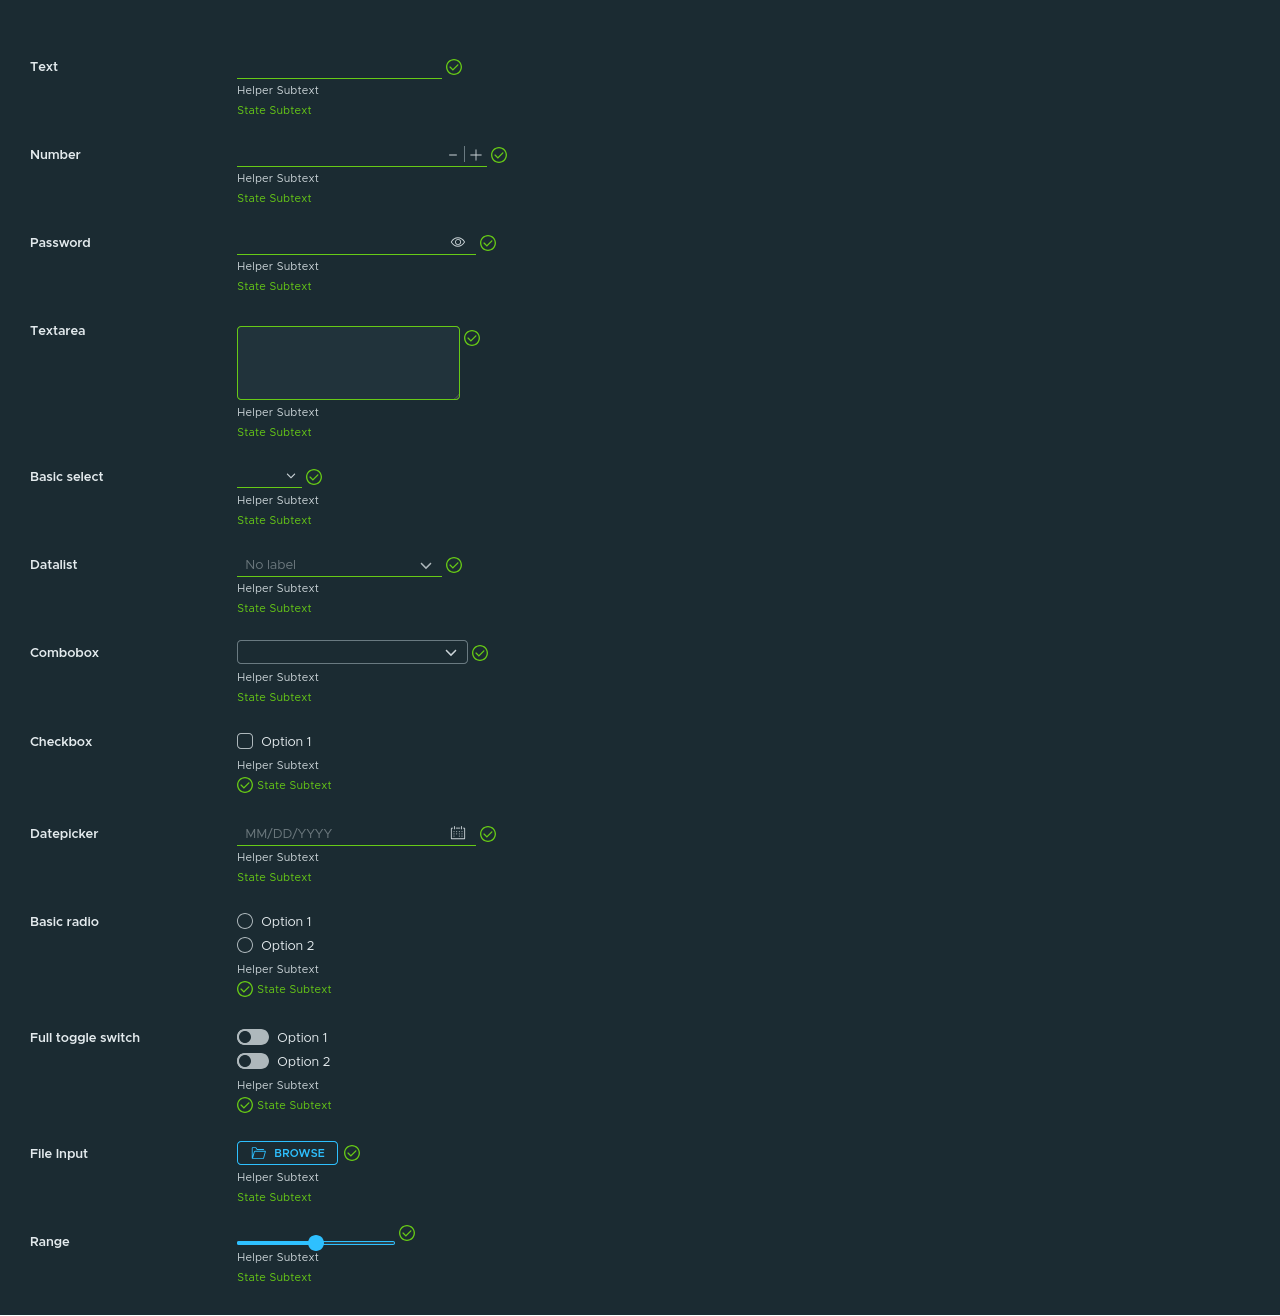 Text
Helper Subtext
State Subtext
Number
Helper Subtext
State Subtext
Password
Helper Subtext
State Subtext
Textarea
Helper Subtext
State Subtext
Basic select
Helper Subtext
State Subtext
Datalist No label
Helper Subtext
State Subtext
Combobox
Helper Subtext
State Subtext
Checkbox Option 1
Helper Subtext
State Subtext
Datepicker MM/DD/YYYY
Helper Subtext
State Subtext
Basic radio Option 1
Option 2
Helper Subtext
State Subtext
Full toggle switch Option 1
Option 2
Helper Subtext
State Subtext
File Input BROWSE
Helper Subtext
State Subtext
Range
Helper Subtext
State Subtext